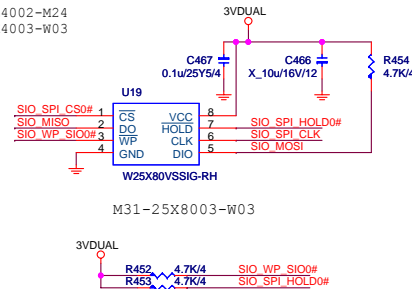 4002-M24
4003-W03
3VDUAL
C467
0.1u/25Y5/4
C466
X_10u/16V/12
R454
4.7K/4
U19
SIO_SPI_CS0# 1 CS VCC 8
SIO_MISO 2 DO HOLD 7 SIO_SPI_HOLD0#
SIO_WP_SIO0# 3 WP CLK 6 SIO_SPI_CLK
4 GND DIO 5 SIO_MOSI
W25X80VSSIG-RH
M31-25X8003-W03
3VDUAL
R452 4.7K/4 SIO_WP_SIO0#
R453 4.7K/4 SIO_SPI_HOLD0#